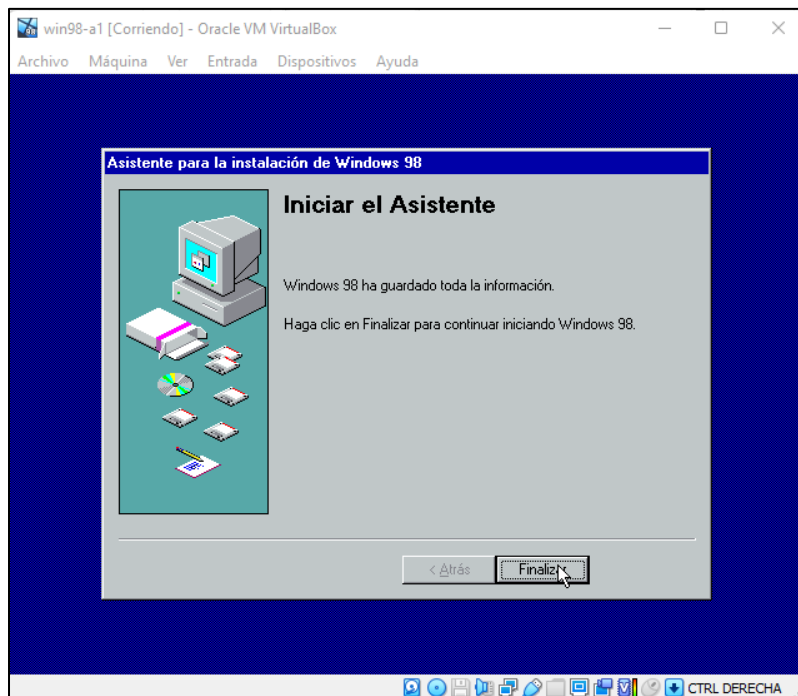 win98-a1 [Corriendo] - Oracle VM VirtualBox
Archivo Máquina Ver Entrada Dispositivos Ayuda
Asistente para la instalación de Windows 98
Iniciar el Asistente
Windows 98 ha guardado toda la información.
Haga clic en Finalizar para continuar iniciando Windows 98.
< Atrás Finalizar
CTRL DERECHA